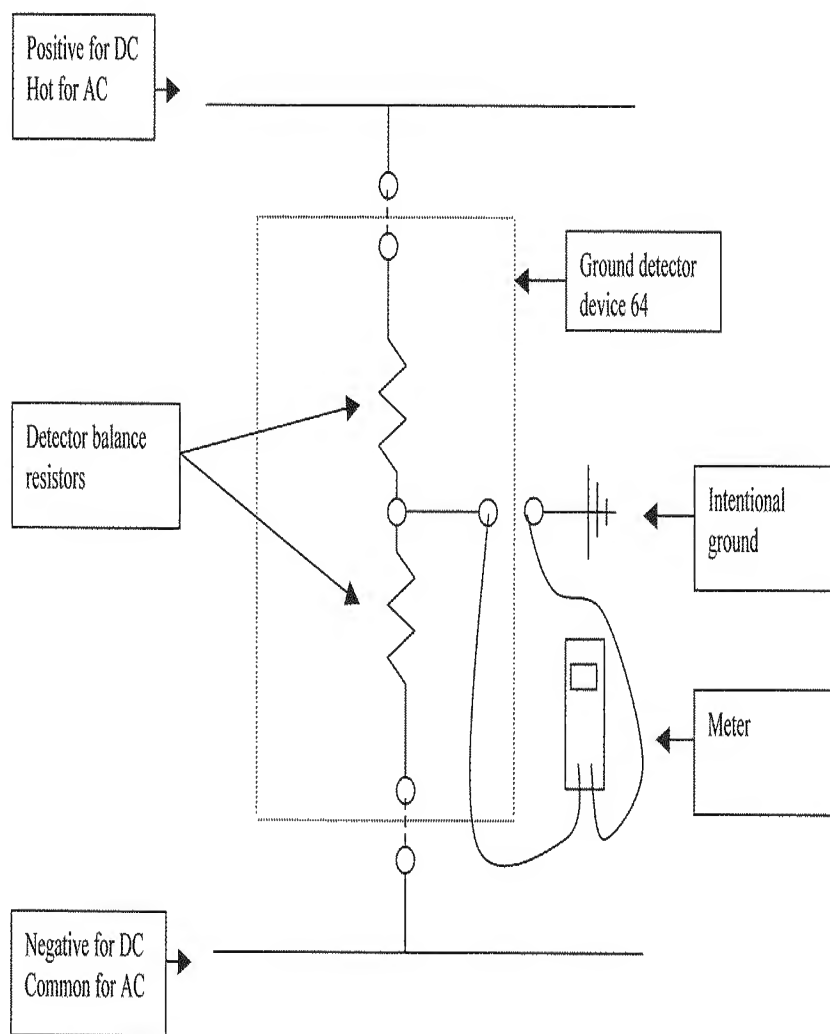 Positive for DC
Hot for AC
Ground detector
device 64
Detector balance
resistors
Intentional
ground
Meter
Negative for DC
Common for AC